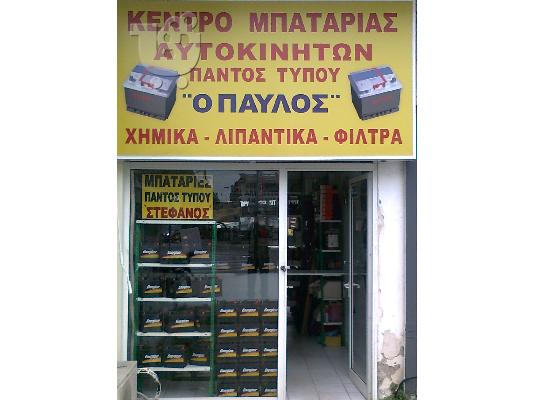 ΚΕΝΤΡΟ ΜΠΑΤΑΡΙΑΣ
ΑΥΤΟΚΙΝΗΤΩΝ
ΠΑΝΤΟΣ ΤΥΠΟΥ
"Ο ΠΑΥΛΟΣ"
ΧΗΜΙΚΑ - ΛΙΠΑΝΤΙΚΑ - ΦΙΛΤΡΑ
ΜΠΑΤΑΡΙΕΣ
ΠΑΝΤΟΣ ΤΥΠΟΥ
ΣΤΕΦΑΝΟΣ